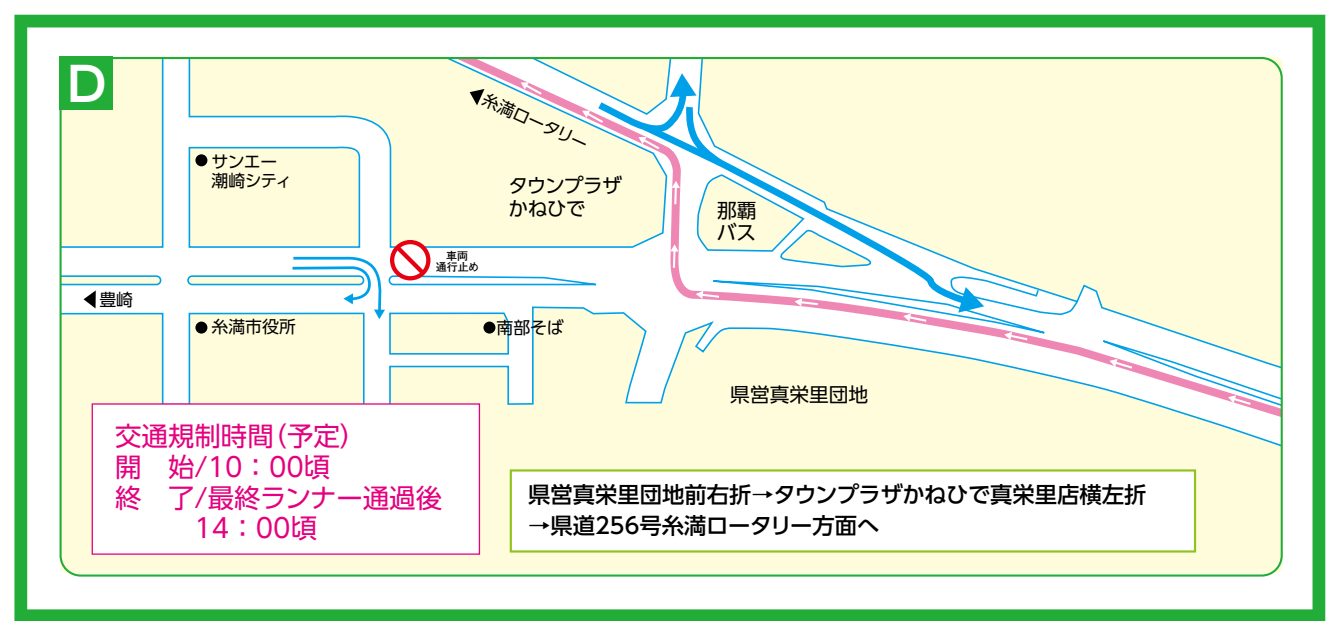 D
◀糸満ロータリー
●サンエー
潮崎シティ
タウンプラザ
かねひで
那覇
バス
車両
通行止め
◀豊崎
●糸満市役所
●南部そば
県営真栄里団地
交通規制時間(予定)
開　始/10：00頃
終　了/最終ランナー通過後
14：00頃
県営真栄里団地前右折→タウンプラザかねひで真栄里店横左折
→県道256号糸満ロータリー方面へ